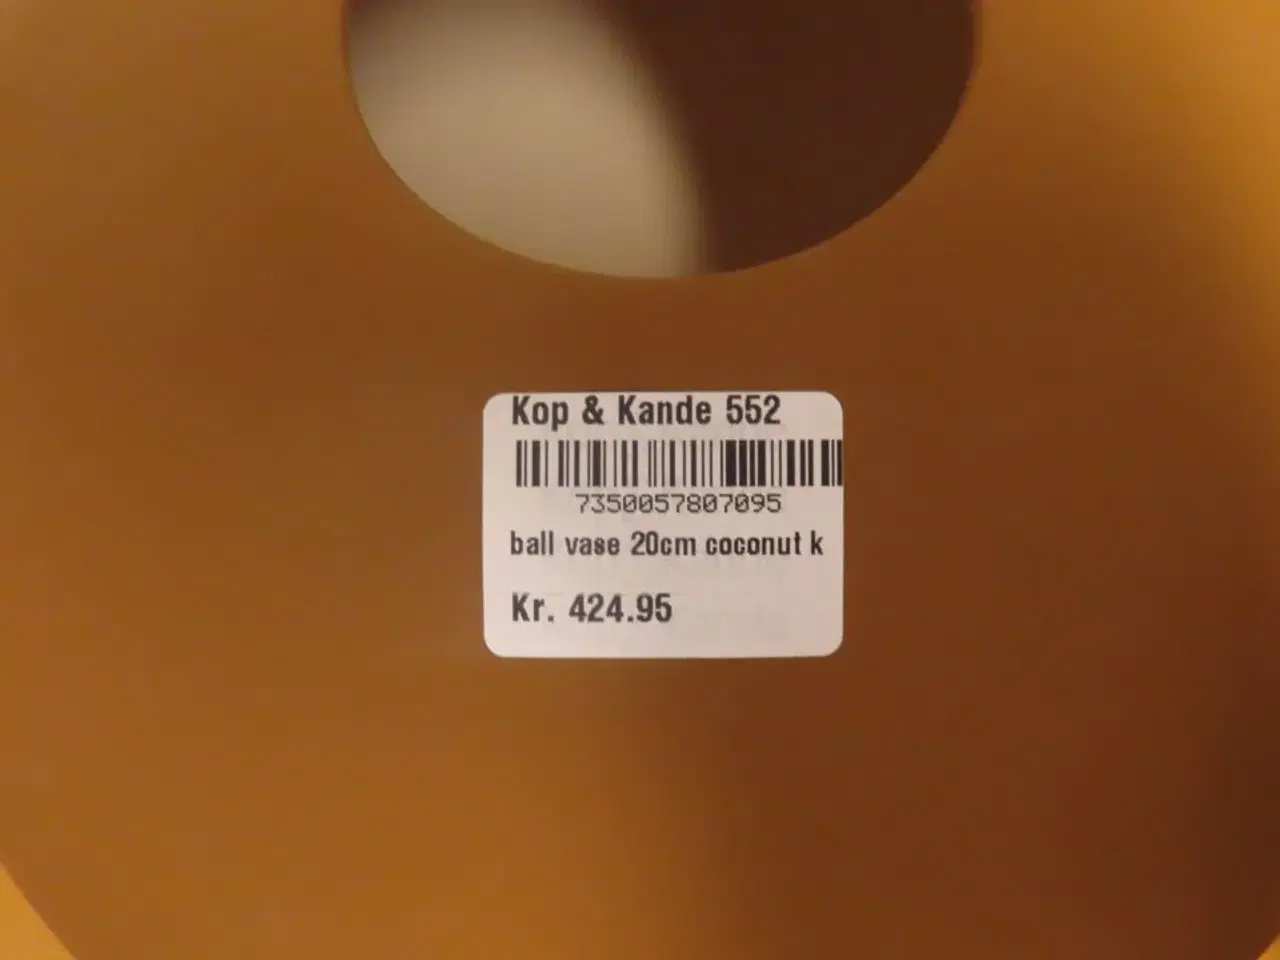 Kop & Kande 552
7350057807095
ball vase 20cm coconut k
Kr. 424.95